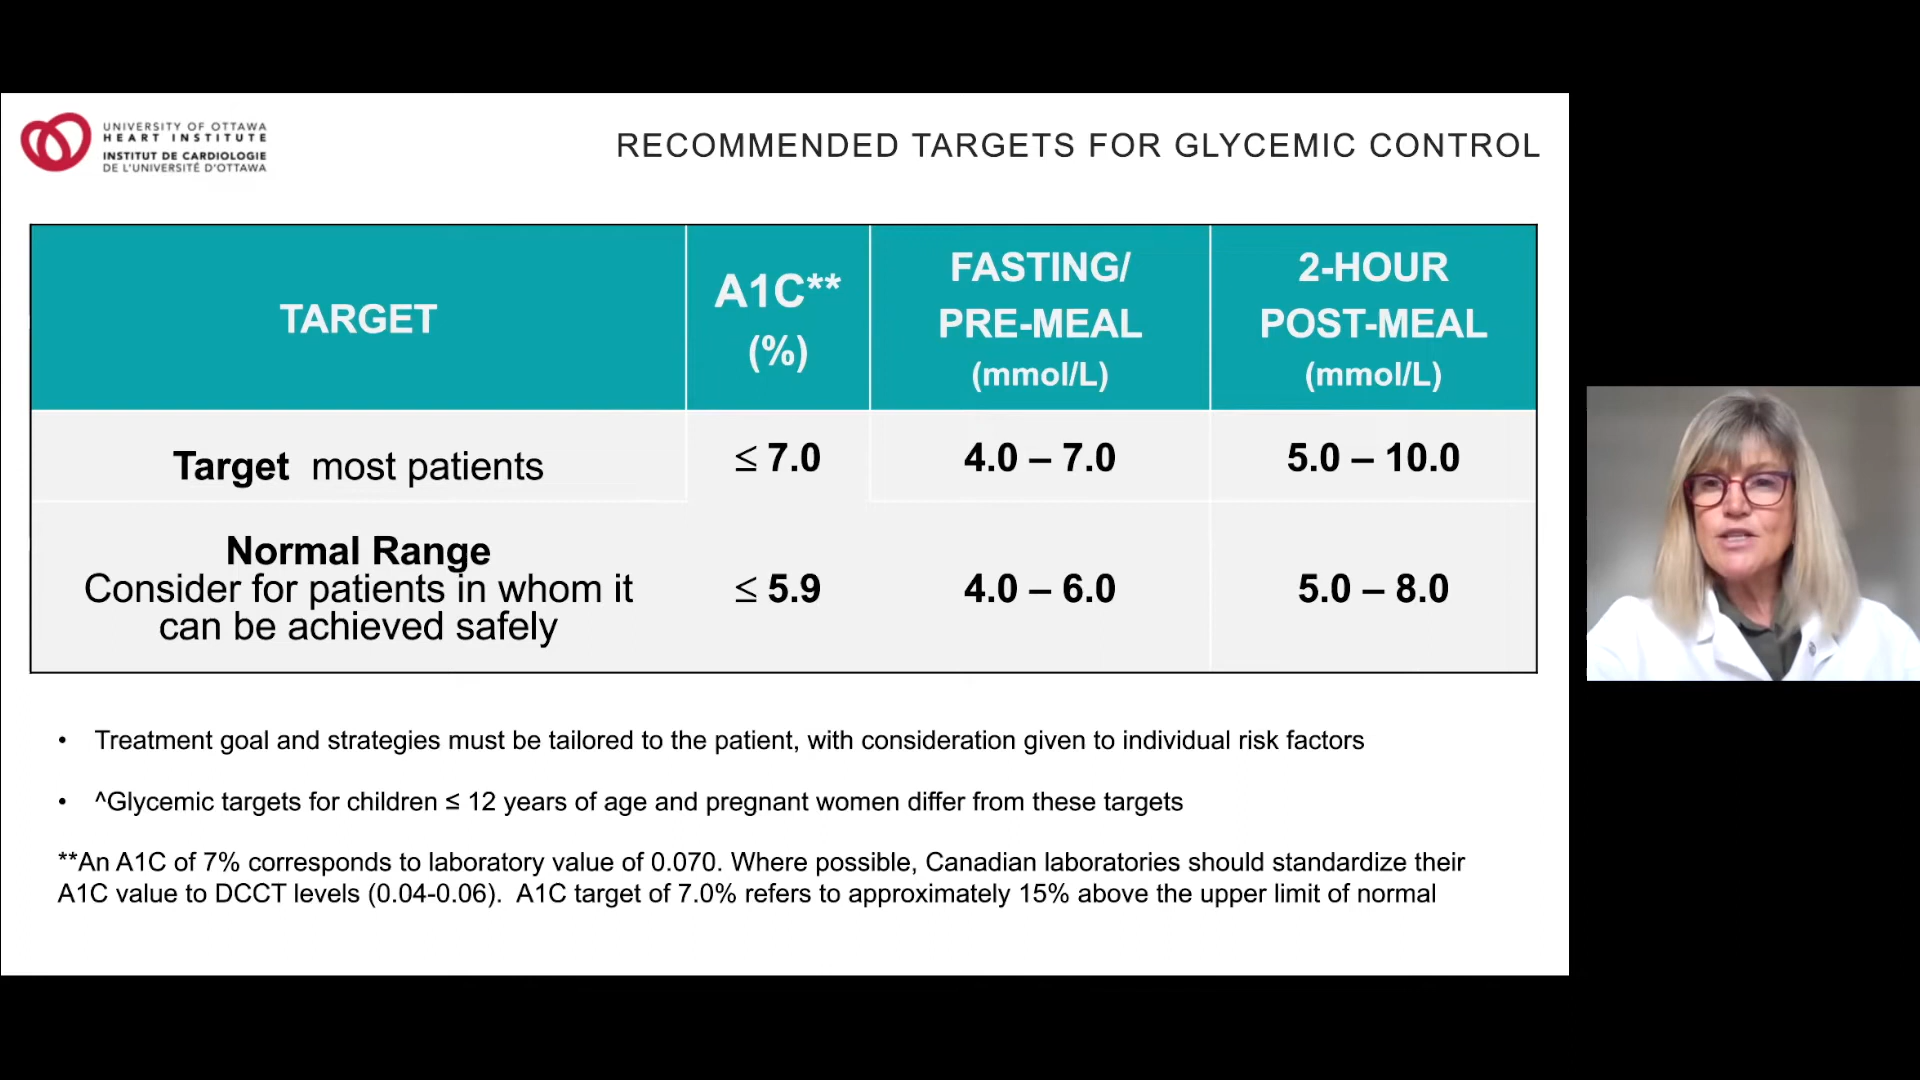 UNIVERSITY OF OTTAWA
HEART INSTITUTE
INSTITUT DE CARDIOLOGIE
DE L'UNIVERSITÉ D'OTTAWA
RECOMMENDED TARGETS FOR GLYCEMIC CONTROL
TARGET
A1C**
(%)
FASTING/
PRE-MEAL
(mmol/L)
2-HOUR
POST-MEAL
(mmol/L)
Target most patients
≤ 7.0
4.0 – 7.0
5.0 – 10.0
Normal Range
Consider for patients in whom it
can be achieved safely
≤ 5.9
4.0 – 6.0
5.0 – 8.0
• Treatment goal and strategies must be tailored to the patient, with consideration given to individual risk factors
• ^Glycemic targets for children ≤ 12 years of age and pregnant women differ from these targets
**An A1C of 7% corresponds to laboratory value of 0.070. Where possible, Canadian laboratories should standardize their
A1C value to DCCT levels (0.04-0.06). A1C target of 7.0% refers to approximately 15% above the upper limit of normal